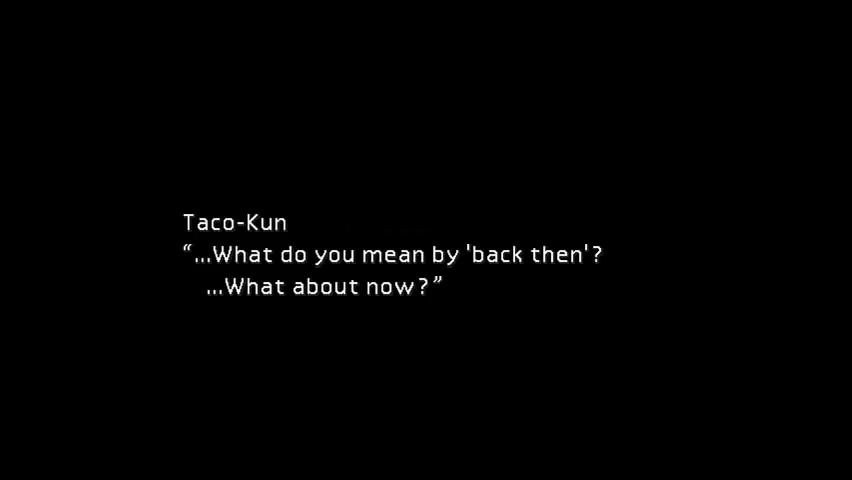 Taco-Kun
“...What do you mean by 'back then'?
...What about now?”